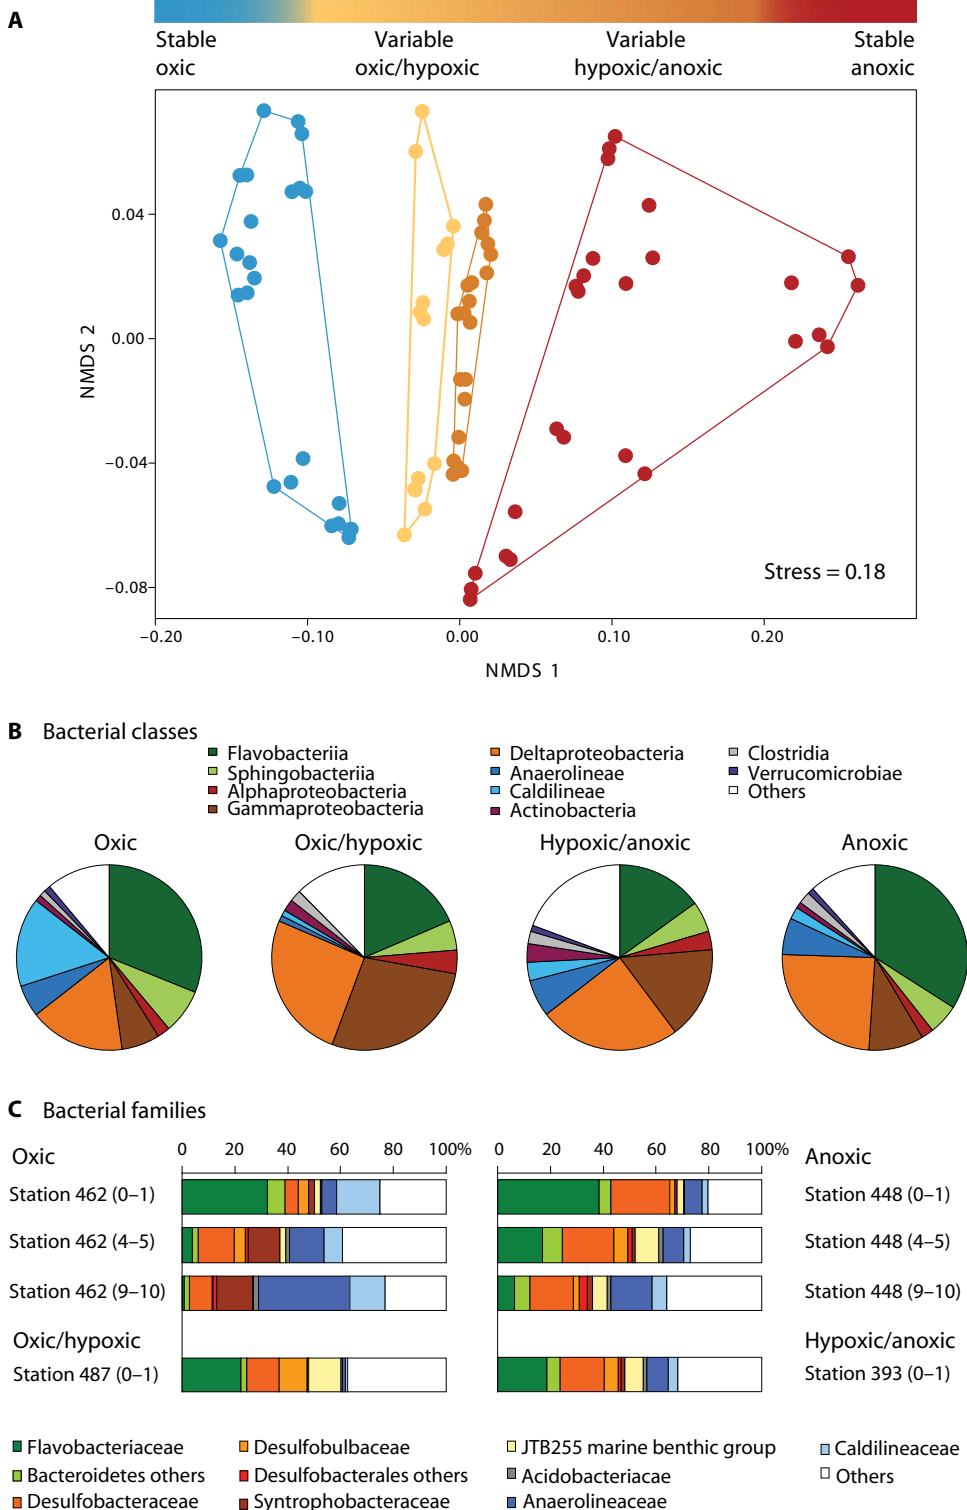 A
Stable oxic
Variable oxic/hypoxic
Variable hypoxic/anoxic
Stable anoxic
NMDS 2
0.04
0.00
−0.04
−0.08
Stress = 0.18
−0.20
−0.10
0.00
0.10
0.20
NMDS 1
B Bacterial classes
Flavobacteriia
Sphingobacteriia
Alphaproteobacteria
Gammaproteobacteria
Deltaproteobacteria
Anaerolineae
Caldilineae
Actinobacteria
Clostridia
Verrucomicrobiae
Others
Oxic
Oxic/hypoxic
Hypoxic/anoxic
Anoxic
C Bacterial families
0 20 40 60 80 100%
Oxic
Station 462 (0–1)
Station 462 (4–5)
Station 462 (9–10)
Oxic/hypoxic
Station 487 (0–1)
0 20 40 60 80 100%
Anoxic
Station 448 (0–1)
Station 448 (4–5)
Station 448 (9–10)
Hypoxic/anoxic
Station 393 (0–1)
Flavobacteriaceae
Bacteroidetes others
Desulfobacteraceae
Desulfobulbaceae
Desulfobacterales others
Syntrophobacteraceae
JTB255 marine benthic group
Acidobacteriacae
Anaerolineaceae
Caldilineaceae
Others